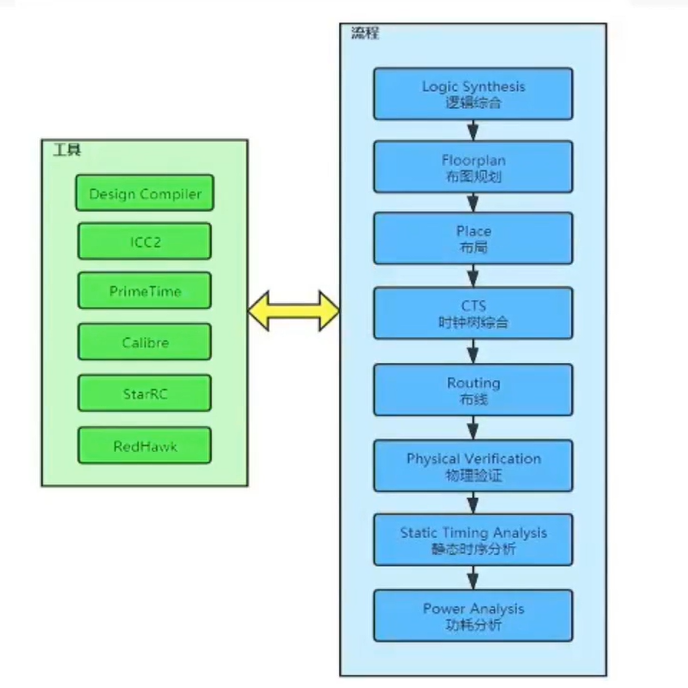 工具
Design Compiler
ICC2
PrimeTime
Calibre
StarRC
RedHawk
流程
Logic Synthesis
逻辑综合
Floorplan
布图规划
Place
布局
CTS
时钟树综合
Routing
布线
Physical Verification
物理验证
Static Timing Analysis
静态时序分析
Power Analysis
功耗分析